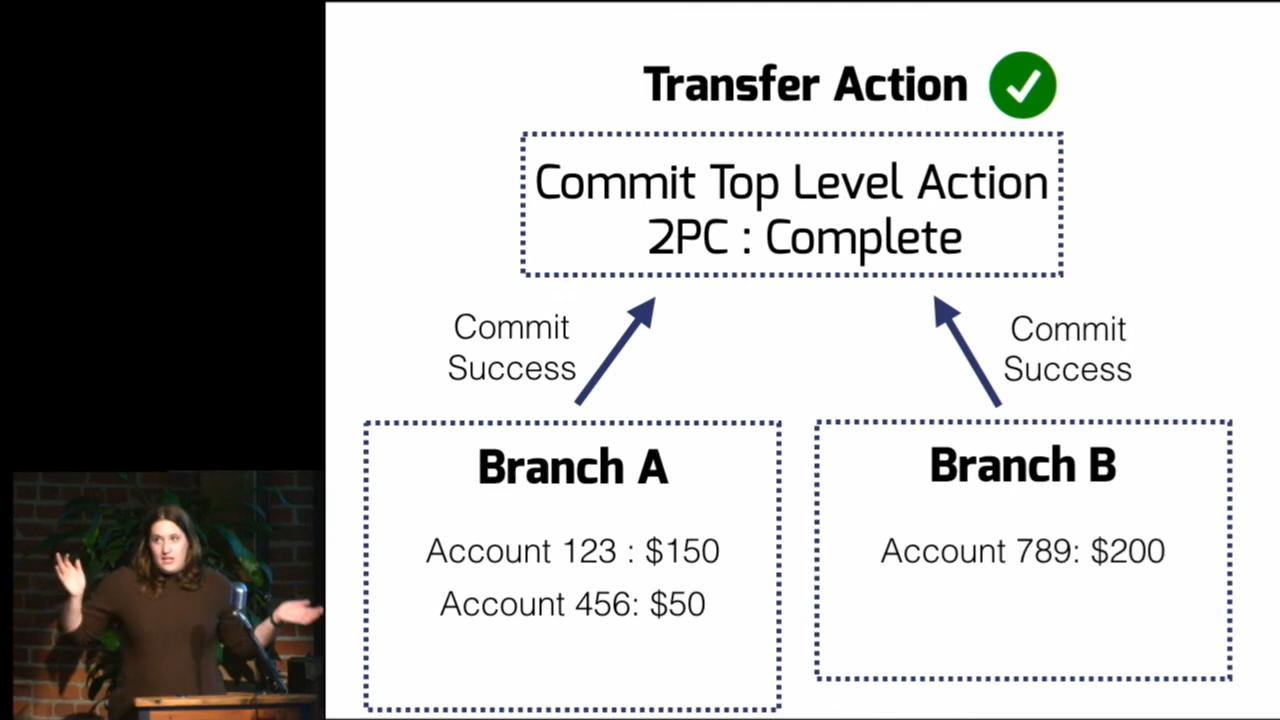 Transfer Action
Commit Top Level Action
2PC : Complete
Commit
Success
Commit
Success
Branch A
Account 123 : $150
Account 456: $50
Branch B
Account 789: $200